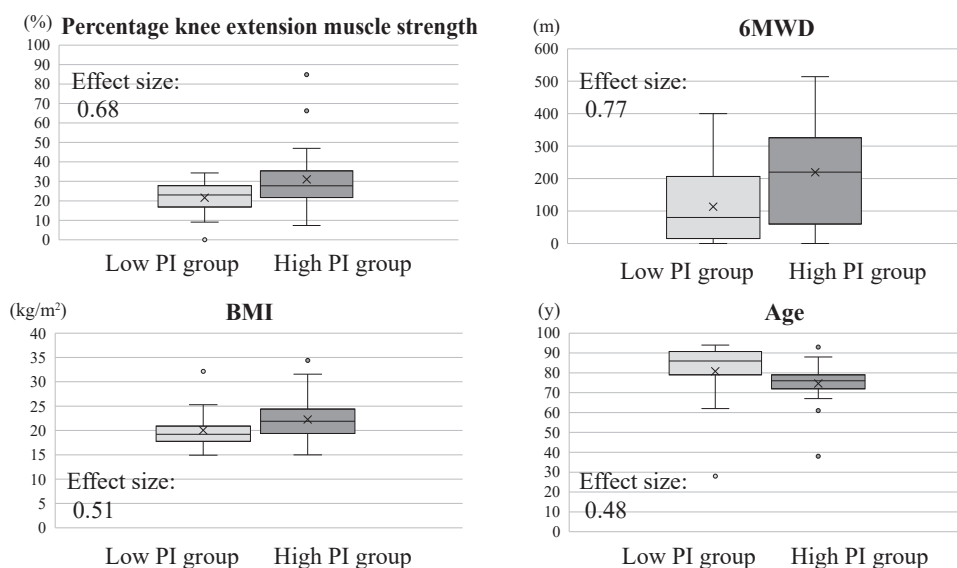 (%)
Percentage knee extension muscle strength
100
90
80
70
60
50
40
30
20
10
0
Effect size:
0.68
Low PI group
High PI group
(m)
6MWD
600
500
400
300
200
100
0
Effect size:
0.77
Low PI group
High PI group
(kg/m²)
BMI
40
35
30
25
20
15
10
5
0
Effect size:
0.51
Low PI group
High PI group
(y)
Age
100
90
80
70
60
50
40
30
20
10
0
Effect size:
0.48
Low PI group
High PI group